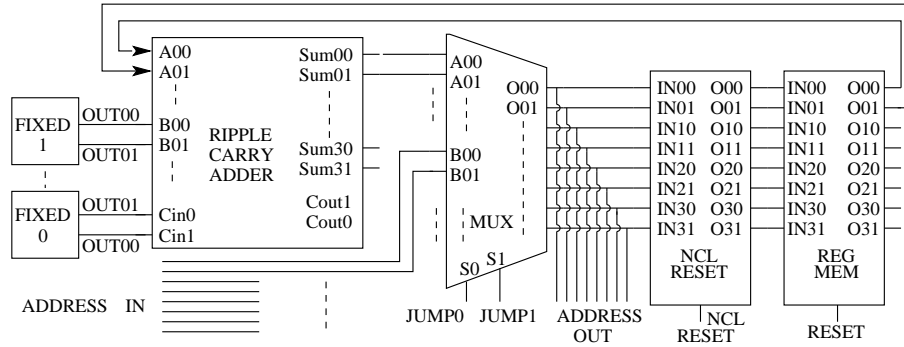 A00
A01
B00
B01
Cin0
Cin1
RIPPLE
CARRY
ADDER
Sum00
Sum01
Sum30
Sum31
Cout1
Cout0
FIXED
1
OUT00
OUT01
FIXED
0
OUT01
OUT00
ADDRESS IN
A00
A01
B00
B01
MUX
O00
O01
S0
S1
JUMP0
JUMP1
ADDRESS
OUT
IN00 O00
IN01 O01
IN10 O10
IN11 O11
IN20 O20
IN21 O21
IN30 O30
IN31 O31
NCL
RESET
NCL
RESET
IN00 O00
IN01 O01
IN10 O10
IN11 O11
IN20 O20
IN21 O21
IN30 O30
IN31 O31
REG
MEM
RESET